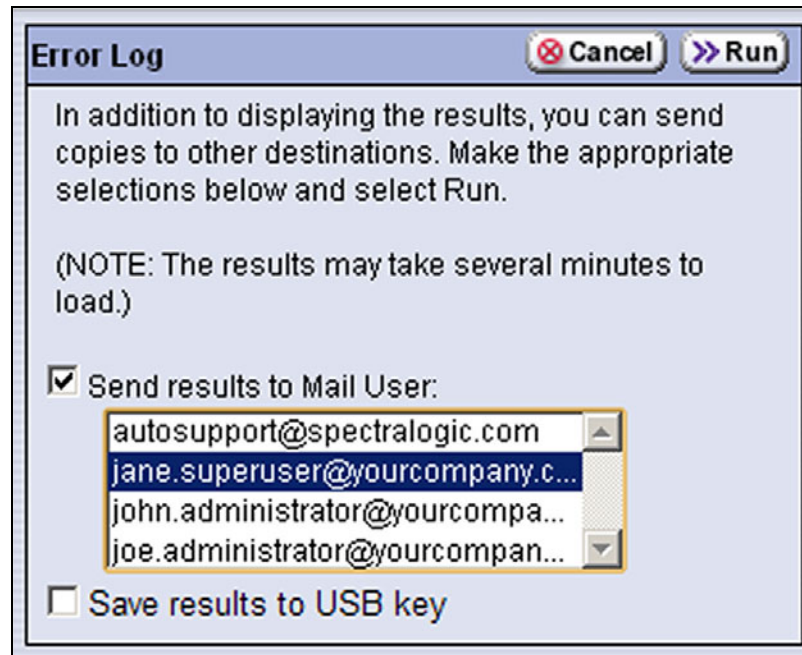 Error Log
Cancel
Run
In addition to displaying the results, you can send
copies to other destinations. Make the appropriate
selections below and select Run.
(NOTE: The results may take several minutes to
load.)
Send results to Mail User:
autosupport@spectralogic.com
jane.superuser@yourcompany.c...
john.administrator@yourcompa...
joe.administrator@yourcompan...
Save results to USB key